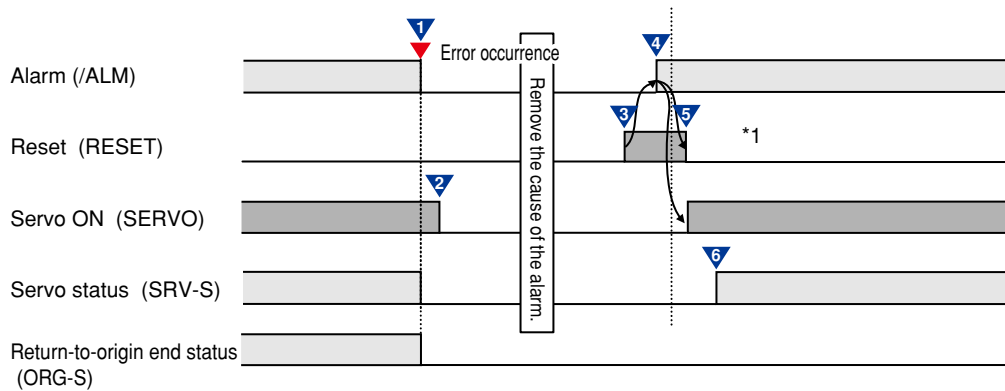 1
Error occurrence
Alarm (/ALM)
4
Remove the cause of the alarm.
3
5
*1
Reset (RESET)
2
Servo ON (SERVO)
6
Servo status (SRV-S)
Return-to-origin end status
(ORG-S)